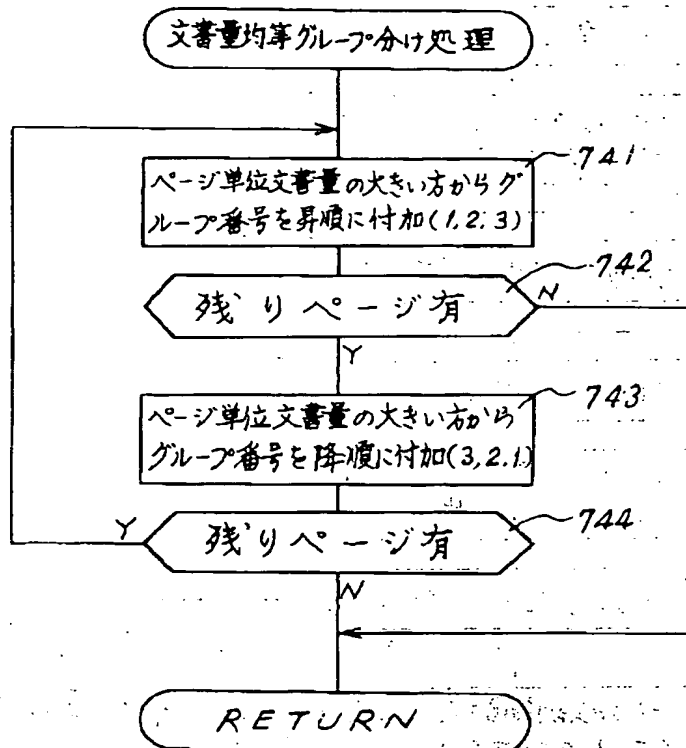 文書量均等グループ分け処理
741
ページ単位文書量の大きい方からグ
ループ番号を昇順に付加(1,2,3)
742
残りページ有
N
Y
743
ページ単位文書量の大きい方から
グループ番号を降順に付加(3,2,1)
744
Y
残りページ有
N
RETURN